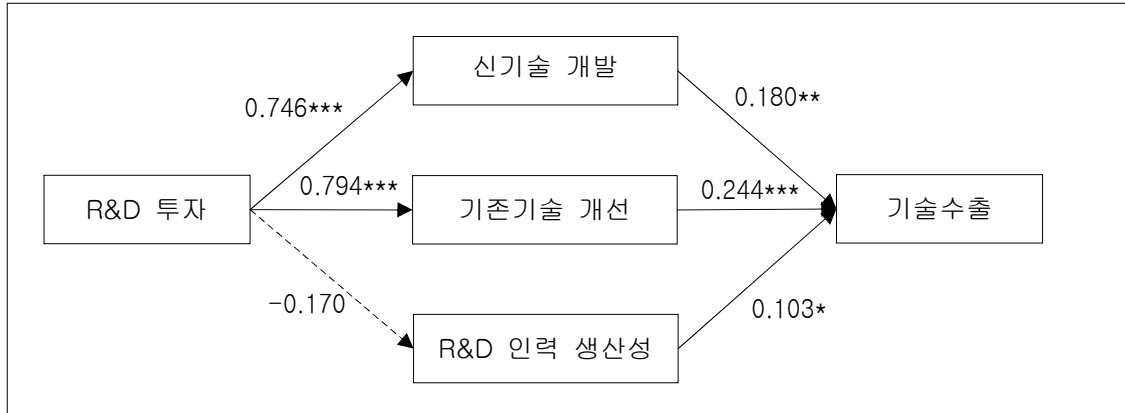 신기술 개발
0.746***
0.180**
R&D 투자
0.794***
기존기술 개선
0.244***
기술수출
-0.170
R&D 인력 생산성
0.103*